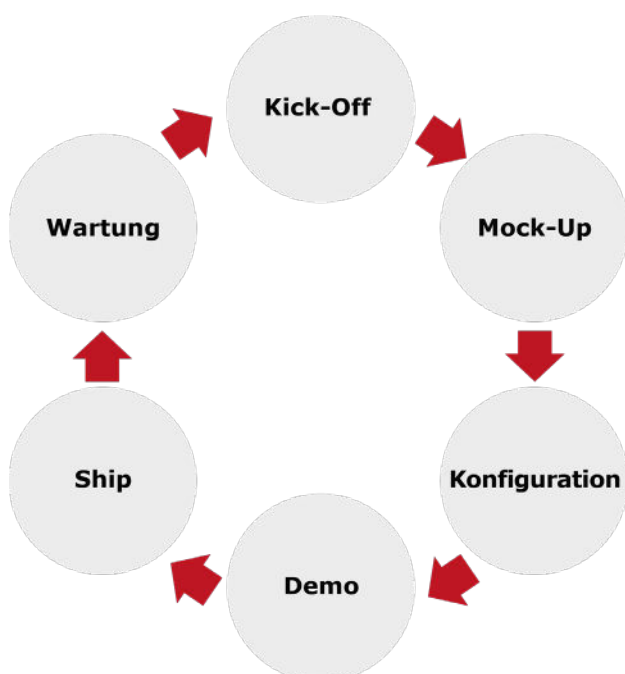 Kick-Off
Mock-Up
Konfiguration
Demo
Ship
Wartung